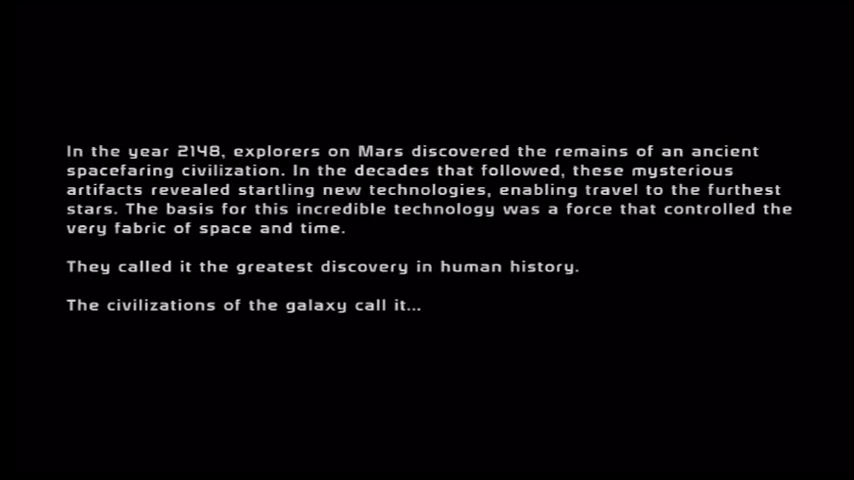 In the year 2148, explorers on Mars discovered the remains of an ancient
spacefaring civilization. In the decades that followed, these mysterious
artifacts revealed startling new technologies, enabling travel to the furthest
stars. The basis for this incredible technology was a force that controlled the
very fabric of space and time.
They called it the greatest discovery in human history.
The civilizations of the galaxy call it...